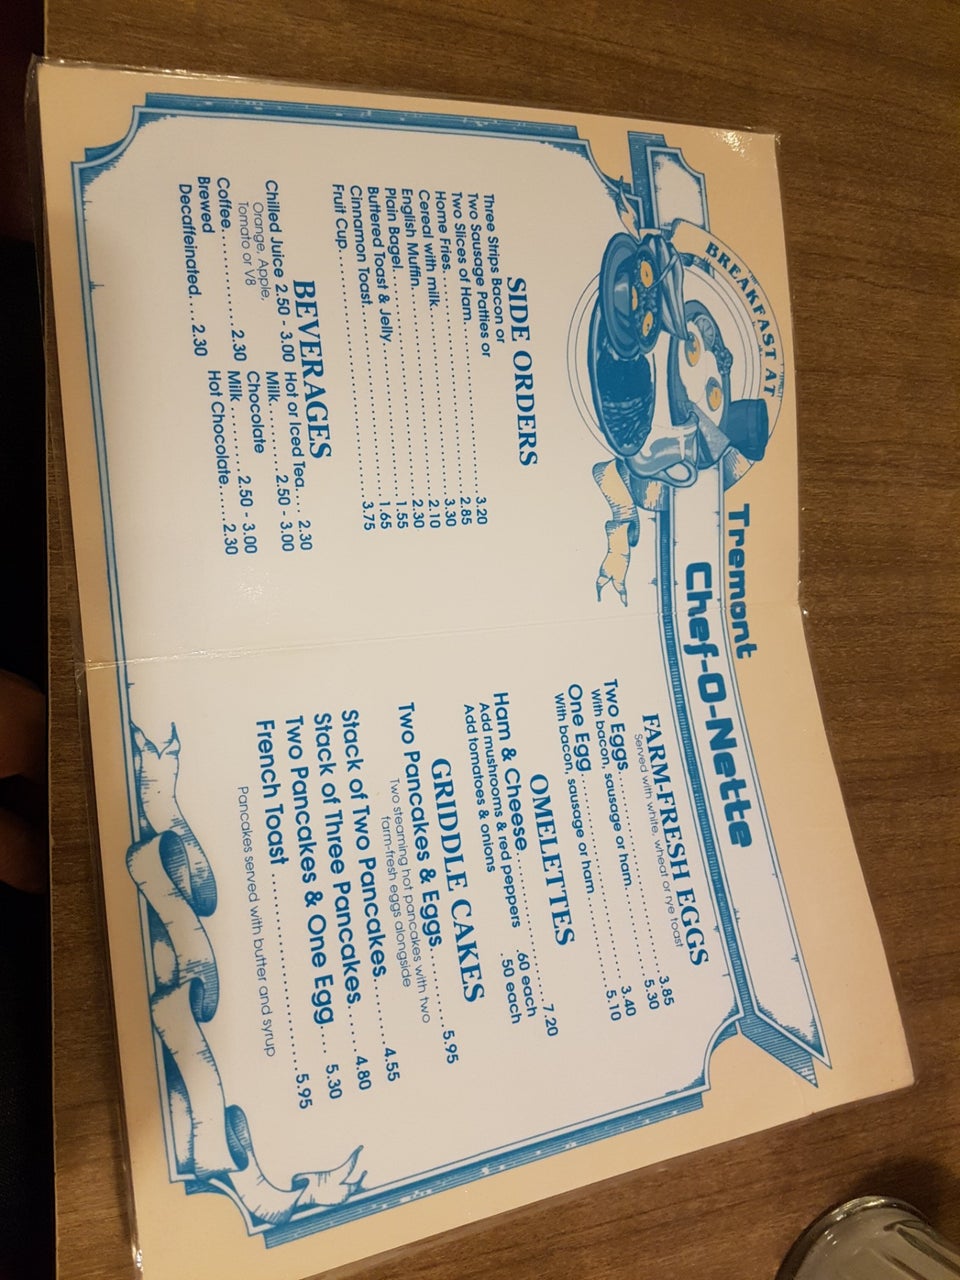 BREAKFAST AT
Tremont
Chef-O-Nette
SIDE ORDERS
Three Strips Bacon or
Two Sausage Patties or
Two Slices of Ham.......... 3.20
Home Fries.......... 2.85
Cereal with milk.......... 3.30
English Muffin.......... 2.10
Plain Bagel.......... 2.30
Buttered Toast & Jelly.......... 1.55
Cinnamon Toast.......... 1.65
Fruit Cup.......... 3.75
BEVERAGES
Chilled Juice 2.50 - 3.00
Orange, Apple,
Tomato or V8
Coffee.......... 2.30
Brewed
Decaffeinated.... 2.30
Hot or Iced Tea.... 2.30
Milk........ 2.50 - 3.00
Chocolate
Milk........ 2.50 - 3.00
Hot Chocolate......2.30
FARM-FRESH EGGS
Served with white, wheat or rye toast
Two Eggs.......... 3.85
With bacon, sausage or ham.......... 5.30
One Egg.......... 3.40
With bacon, sausage or ham.......... 5.10
OMELETTES
Ham & Cheese.......... 7.20
Add mushrooms & red peppers .60 each
Add tomatoes & onions .50 each
GRIDDLE CAKES
Two Pancakes & Eggs........ 5.95
Two steaming hot pancakes with two
farm-fresh eggs alongside
Stack of Two Pancakes........ 4.55
Stack of Three Pancakes...... 4.80
Two Pancakes & One Egg... 5.30
French Toast .......... 5.95
Pancakes served with butter and syrup